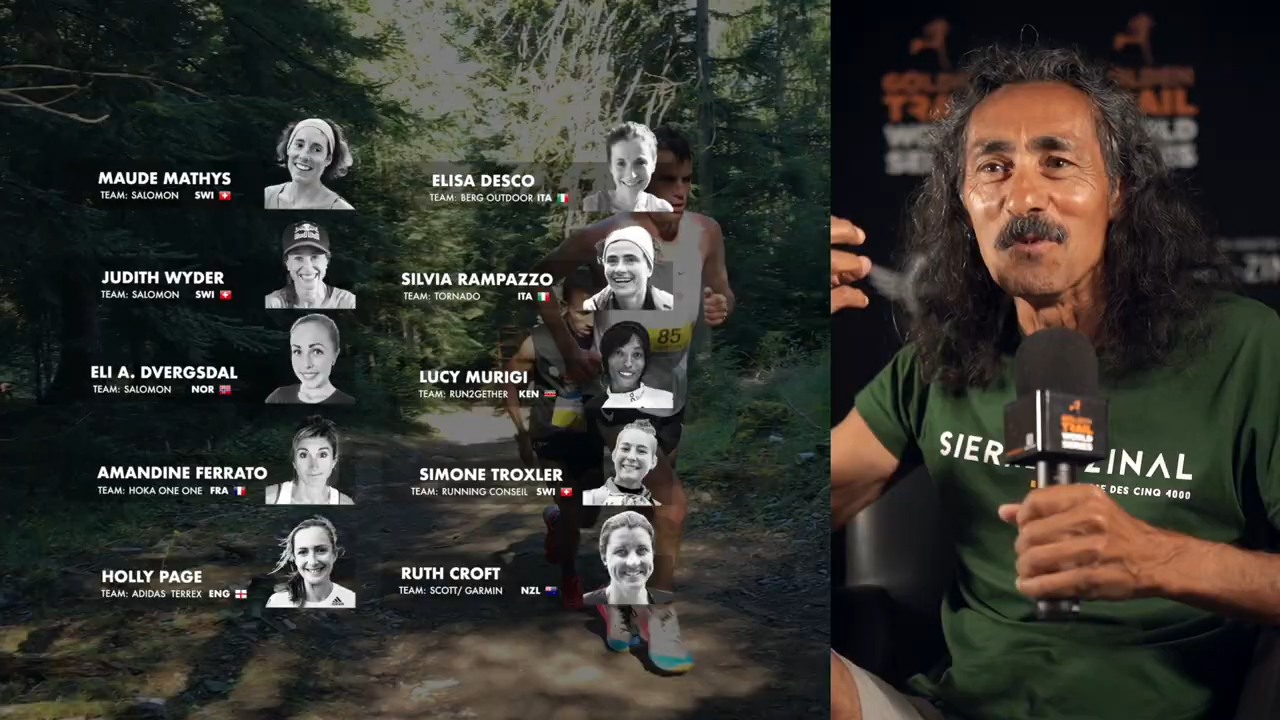 MAUDE MATHYS
TEAM: SALOMON SWI
JUDITH WYDER
TEAM: SALOMON SWI
ELI A. DVERGSDAL
TEAM: SALOMON NOR
AMANDINE FERRATO
TEAM: HOKA ONE ONE FRA
HOLLY PAGE
TEAM: ADIDAS TERREX ENG
ELISA DESCO
TEAM: BERG OUTDOOR ITA
SILVIA RAMPAZZO
TEAM: TORNADO ITA
LUCY MURIGI
TEAM: RUN2GETHER KEN
SIMONE TROXLER
TEAM: RUNNING CONSEIL SWI
RUTH CROFT
TEAM: SCOTT/ GARMIN NZL
85
GOLDEN
TRAIL
WORLD
SERIES
ZINAL
DES CINQ 4000